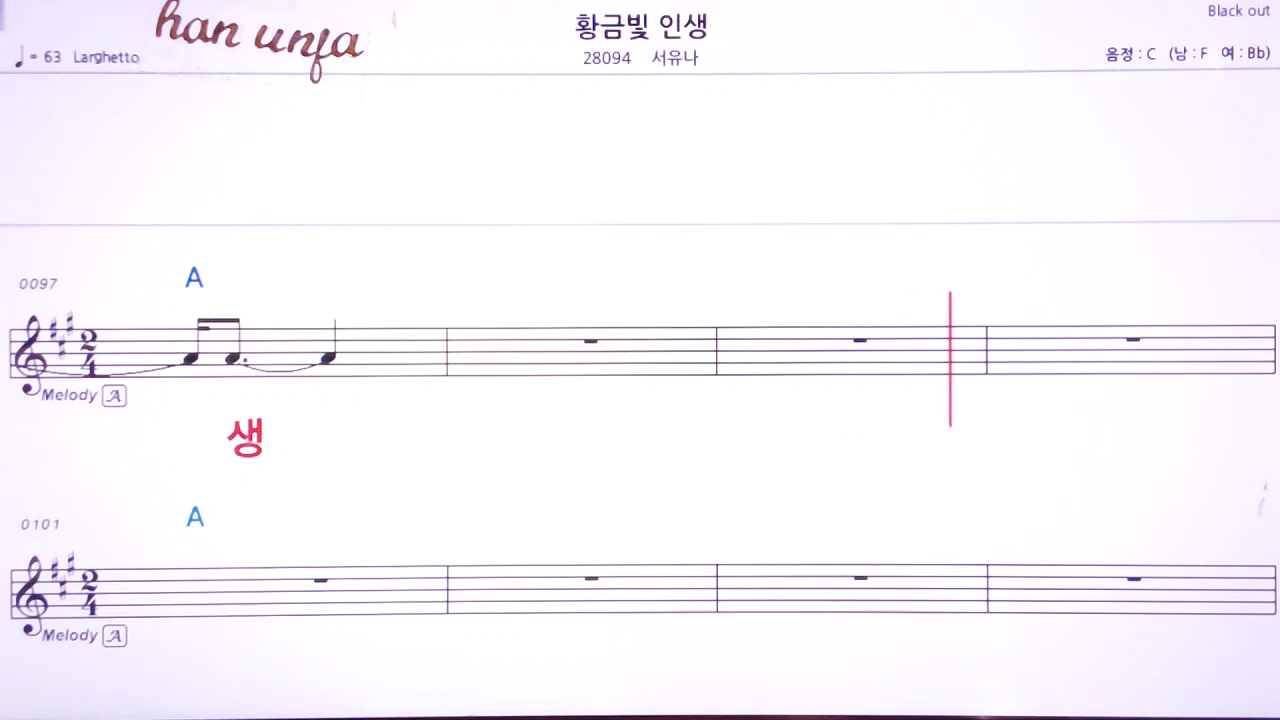 han unja
황금빛 인생
Black out
♩= 63 Larghetto
28094 서유나
음정 : C (남 : F 여 : Bb)
0097
A
2/4
Melody A
생
0101
A
2/4
Melody A